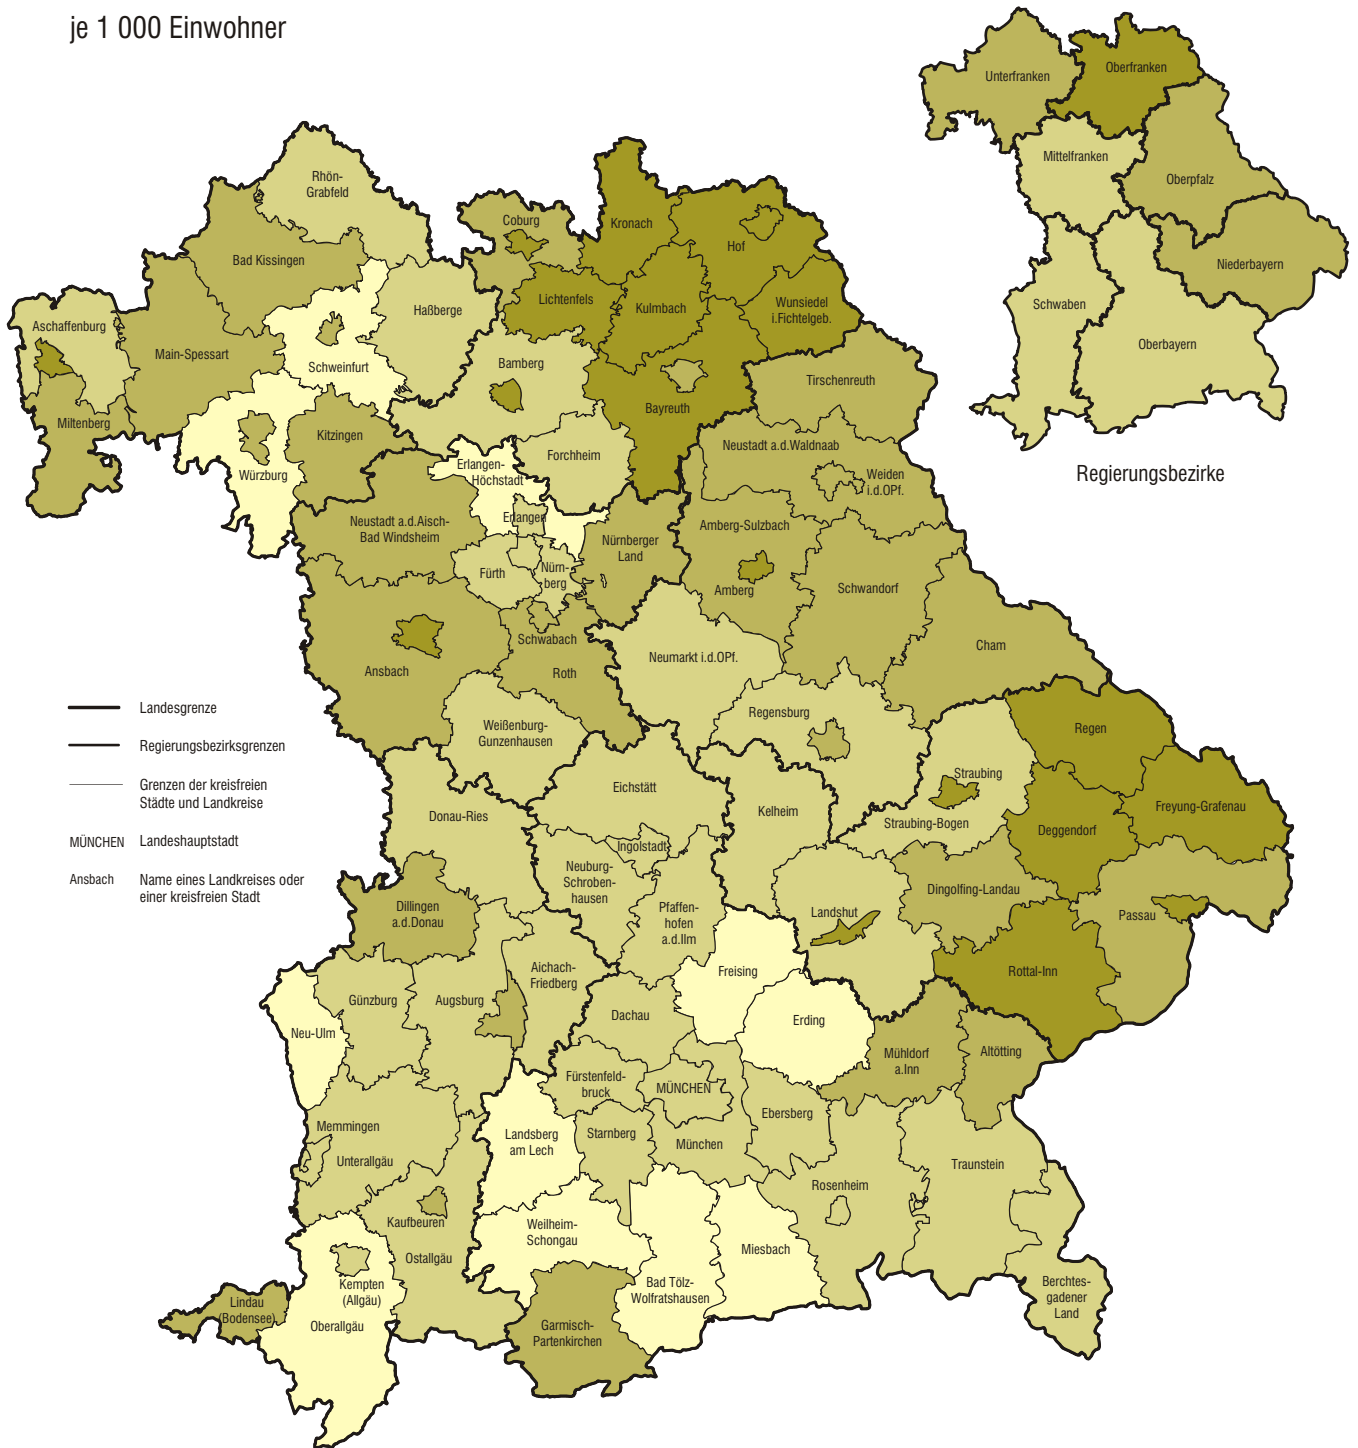 je 1 000 Einwohner
Unterfranken
Oberfranken
Mittelfranken
Oberpfalz
Niederbayern
Schwaben
Oberbayern
Regierungsbezirke
Rhön-
Grabfeld
Coburg
Kronach
Hof
Bad Kissingen
Lichtenfels
Kulmbach
Wunsiedel
i.Fichtelgeb.
Haßberge
Aschaffenburg
Main-Spessart
Schweinfurt
Bamberg
Tirschenreuth
Bayreuth
Miltenberg
Kitzingen
Neustadt a.d.Waldnaab
Würzburg
Erlangen-
Höchstadt
Forchheim
Weiden
i.d.OPf.
Neustadt a.d.Aisch-
Bad Windsheim
Erlangen
Amberg-Sulzbach
Nürnberger
Land
Fürth
Nürn-
berg
Amberg
Schwandorf
Schwabach
Cham
Ansbach
Roth
Neumarkt i.d.OPf.
Landesgrenze
Regierungsbezirksgrenzen
Grenzen der kreisfreien
Städte und Landkreise
MÜNCHEN
Landeshauptstadt
Ansbach
Name eines Landkreises oder
einer kreisfreien Stadt
Weißenburg-
Gunzenhausen
Regensburg
Regen
Straubing
Eichstätt
Kelheim
Freyung-Grafenau
Donau-Ries
Straubing-Bogen
Deggendorf
Ingolstadt
Neuburg-
Schroben-
hausen
Dingolfing-Landau
Dillingen
a.d.Donau
Pfaffen-
hofen
a.d.Ilm
Landshut
Passau
Aichach-
Friedberg
Freising
Rottal-Inn
Günzburg
Augsburg
Dachau
Erding
Neu-Ulm
Mühldorf
a.Inn
Altötting
Fürstenfeld-
bruck
MÜNCHEN
Ebersberg
Memmingen
Landsberg
am Lech
Starnberg
München
Unterallgäu
Traunstein
Rosenheim
Kaufbeuren
Weilheim-
Schongau
Ostallgäu
Miesbach
Kempten
(Allgäu)
Bad Tölz-
Wolfratshausen
Berchtes-
gadener
Land
Lindau
(Bodensee)
Oberallgäu
Garmisch-
Partenkirchen